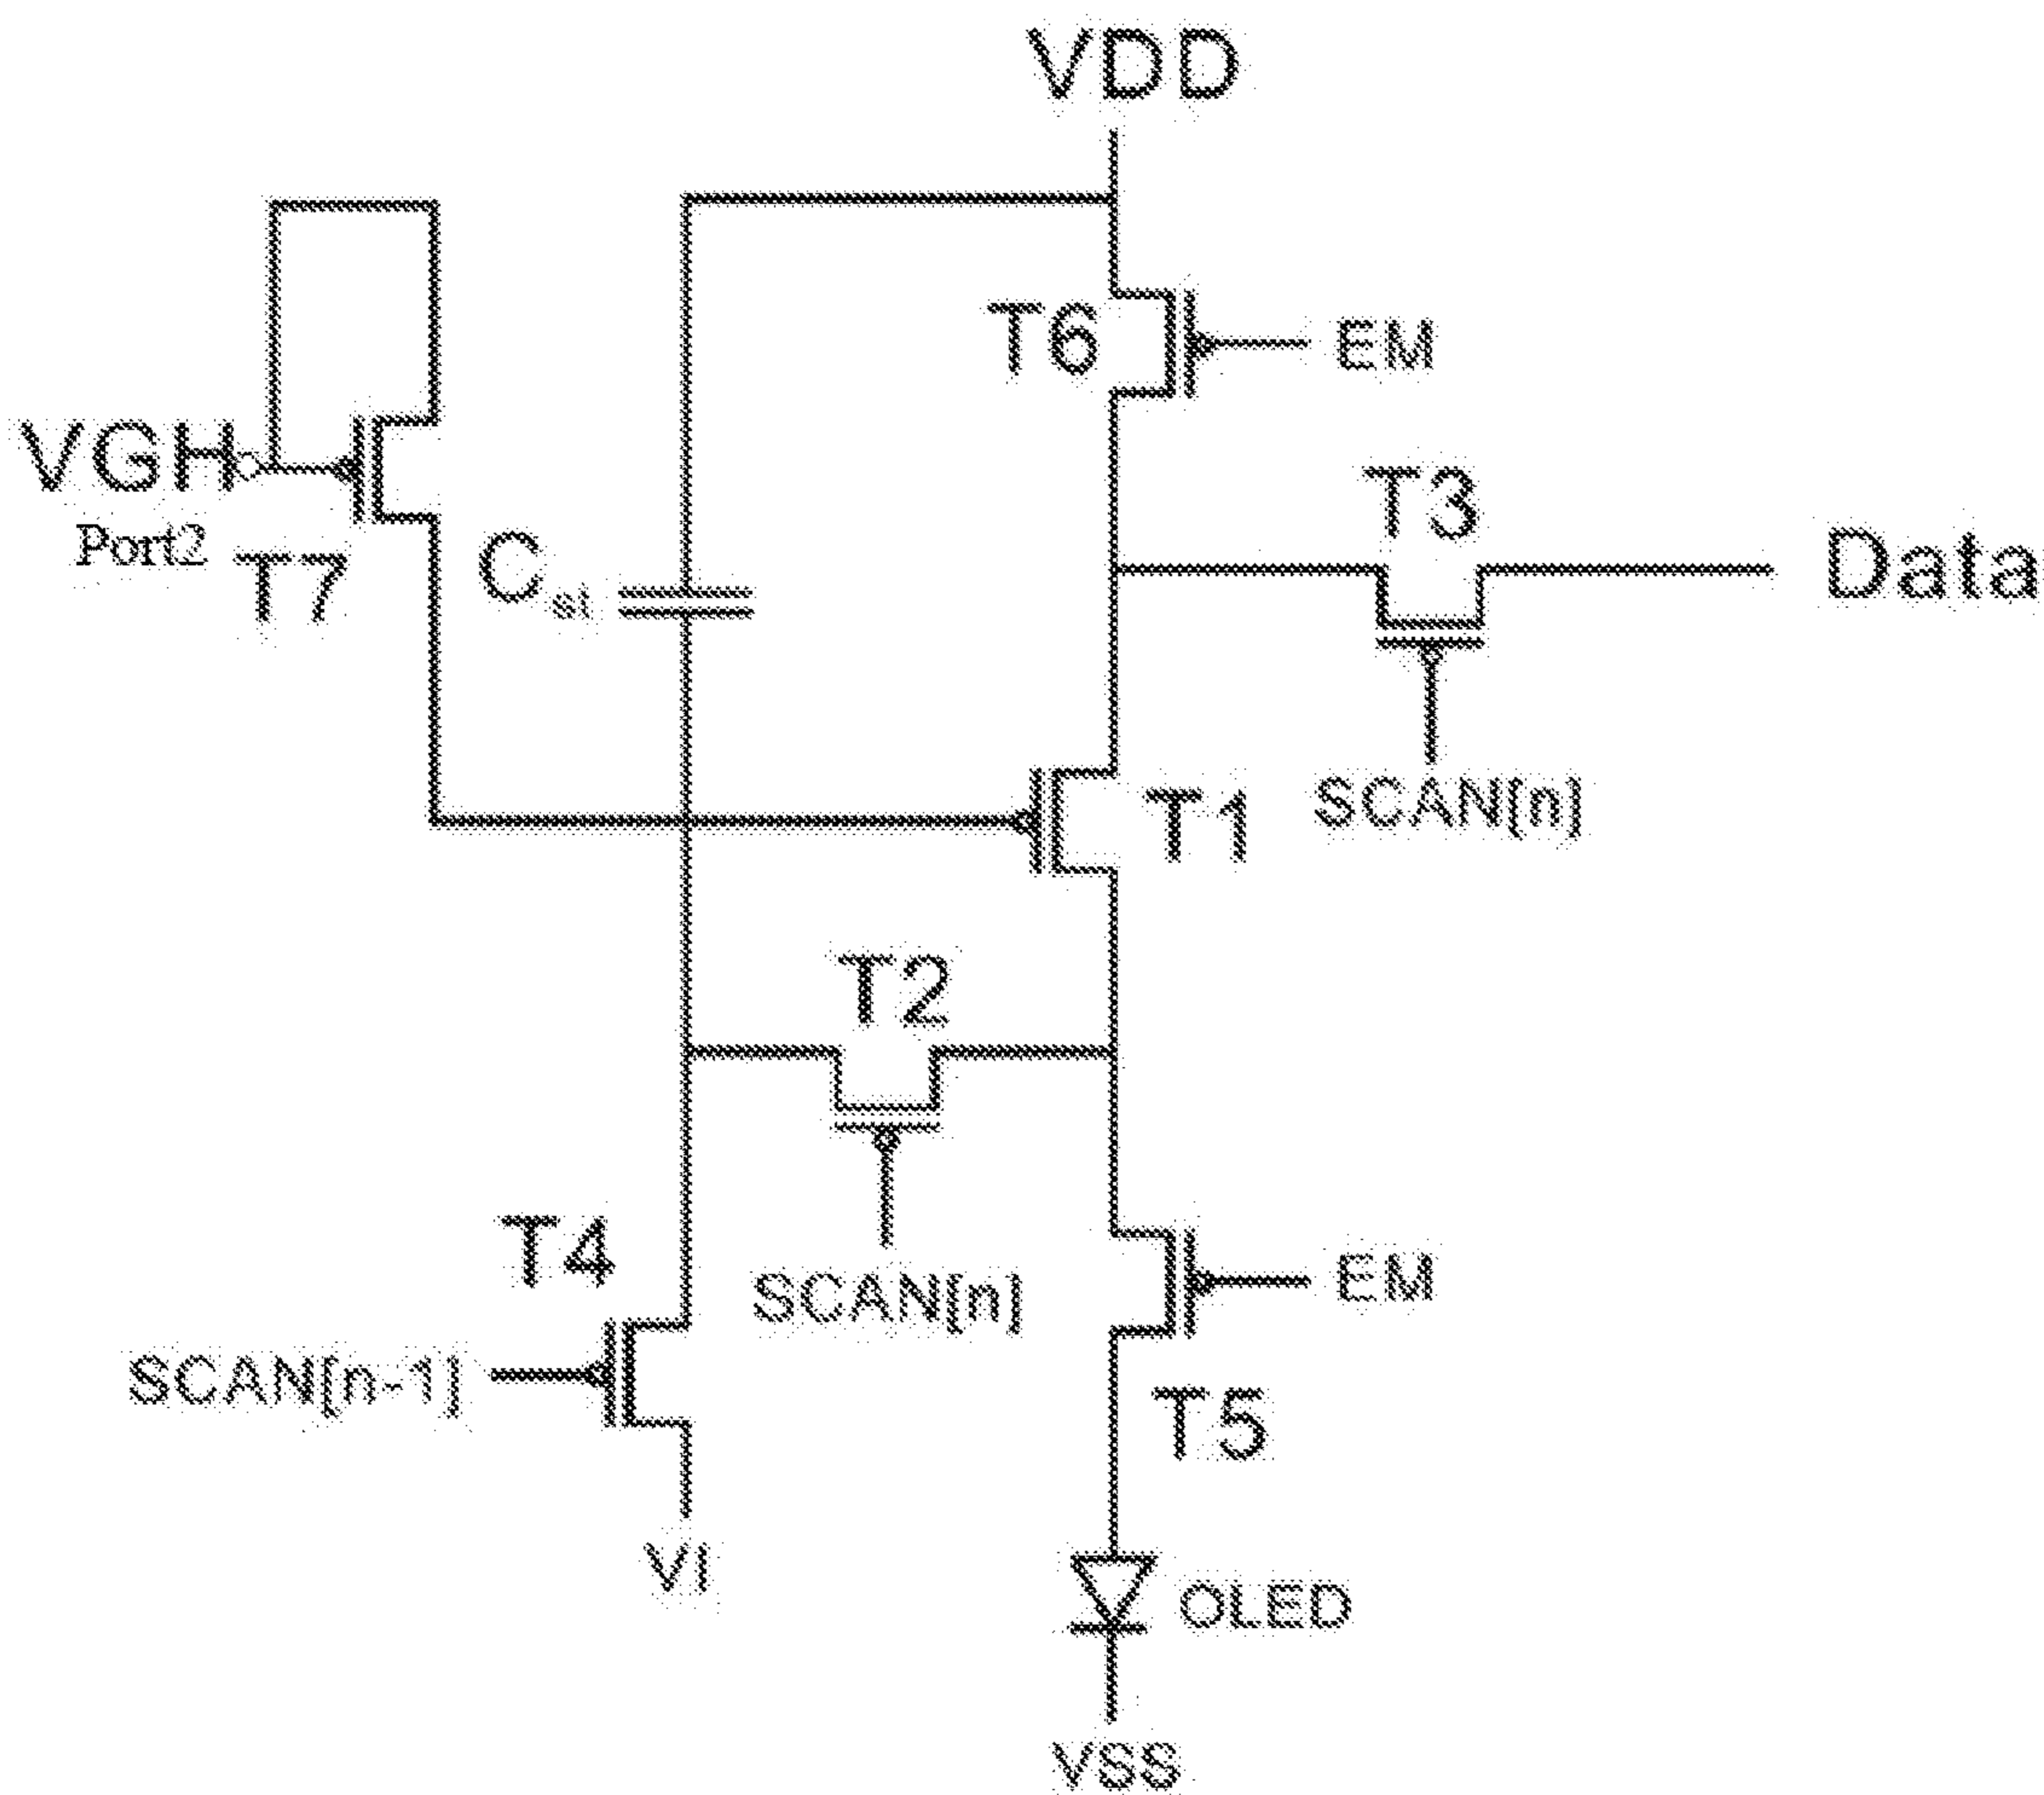 VDD
T6
EM
VGH
Port2
T7
Cst
T3
Data
SCAN[n]
T1
T2
T4
SCAN[n]
EM
SCAN[n-1]
T5
VI
OLED
VSS